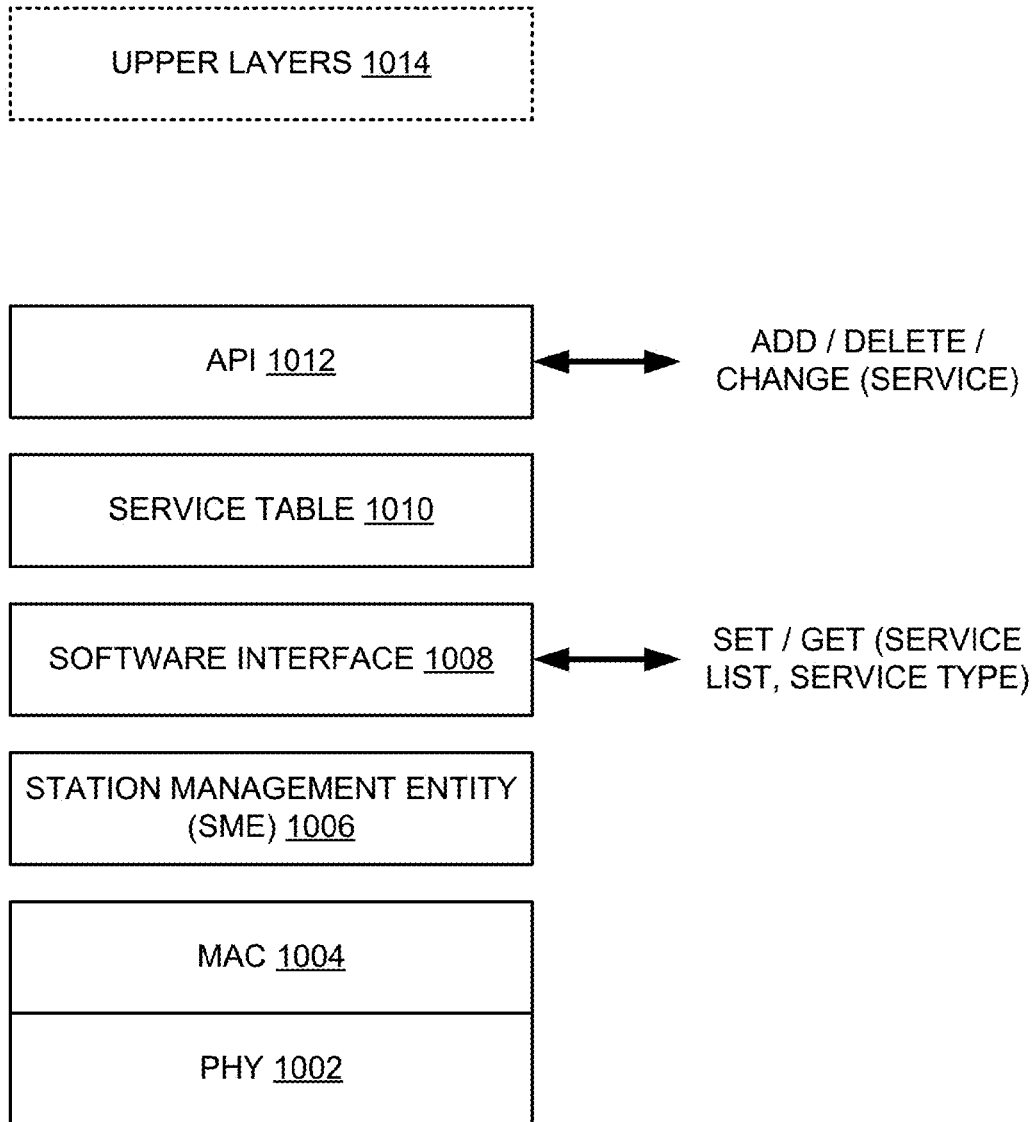 UPPER LAYERS 1014
API 1012
ADD / DELETE /
CHANGE (SERVICE)
SERVICE TABLE 1010
SOFTWARE INTERFACE 1008
SET / GET (SERVICE
LIST, SERVICE TYPE)
STATION MANAGEMENT ENTITY
(SME) 1006
MAC 1004
PHY 1002